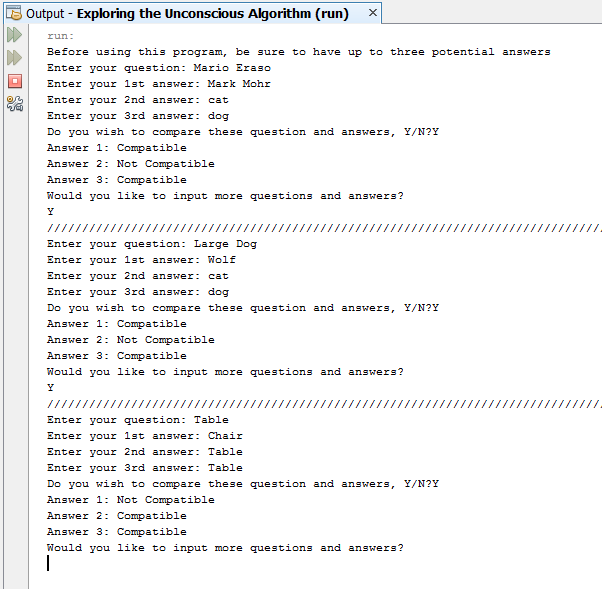 Output - Exploring the Unconscious Algorithm (run) ×
run:
Before using this program, be sure to have up to three potential answers
Enter your question: Mario Eraso
Enter your 1st answer: Mark Mohr
Enter your 2nd answer: cat
Enter your 3rd answer: dog
Do you wish to compare these question and answers, Y/N?Y
Answer 1: Compatible
Answer 2: Not Compatible
Answer 3: Compatible
Would you like to input more questions and answers?
Y
///////////////////////////////////////////////////////////////////////////////
Enter your question: Large Dog
Enter your 1st answer: Wolf
Enter your 2nd answer: cat
Enter your 3rd answer: dog
Do you wish to compare these question and answers, Y/N?Y
Answer 1: Compatible
Answer 2: Not Compatible
Answer 3: Compatible
Would you like to input more questions and answers?
Y
///////////////////////////////////////////////////////////////////////////////
Enter your question: Table
Enter your 1st answer: Chair
Enter your 2nd answer: Table
Enter your 3rd answer: Table
Do you wish to compare these question and answers, Y/N?Y
Answer 1: Not Compatible
Answer 2: Compatible
Answer 3: Compatible
Would you like to input more questions and answers?